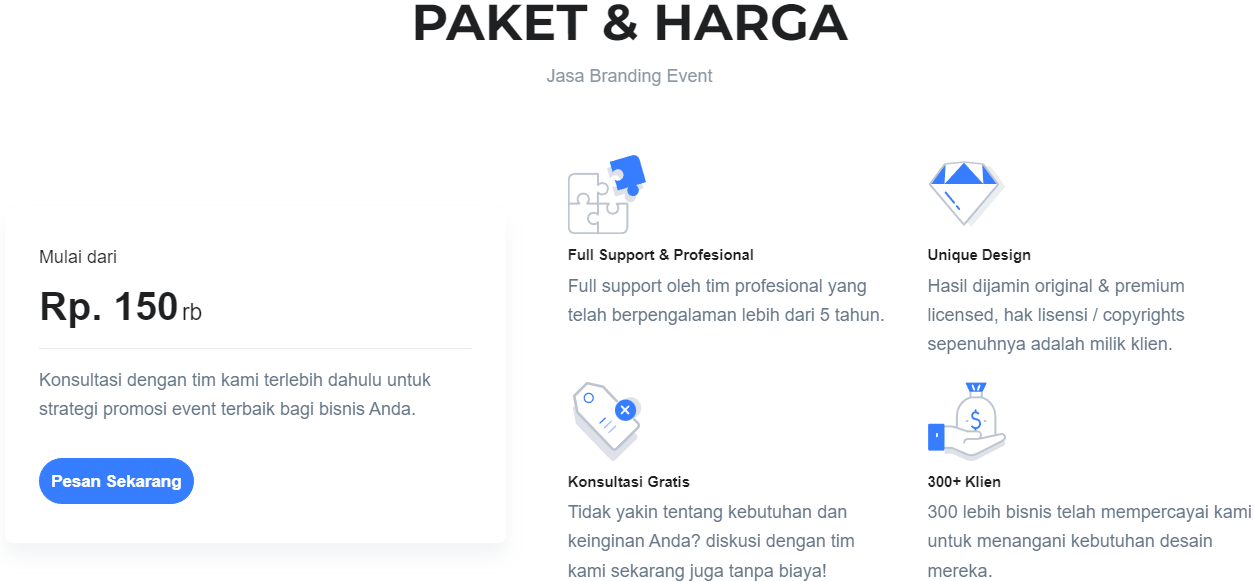 PAKET & HARGA
Jasa Branding Event
Mulai dari
Rp. 150 rb
Konsultasi dengan tim kami terlebih dahulu untuk
strategi promosi event terbaik bagi bisnis Anda.
Pesan Sekarang
Full Support & Profesional
Full support oleh tim profesional yang
telah berpengalaman lebih dari 5 tahun.
Unique Design
Hasil dijamin original & premium
licensed, hak lisensi / copyrights
sepenuhnya adalah milik klien.
Konsultasi Gratis
Tidak yakin tentang kebutuhan dan
keinginan Anda? diskusi dengan tim
kami sekarang juga tanpa biaya!
$
300+ Klien
300 lebih bisnis telah mempercayai kami
untuk menangani kebutuhan desain
mereka.